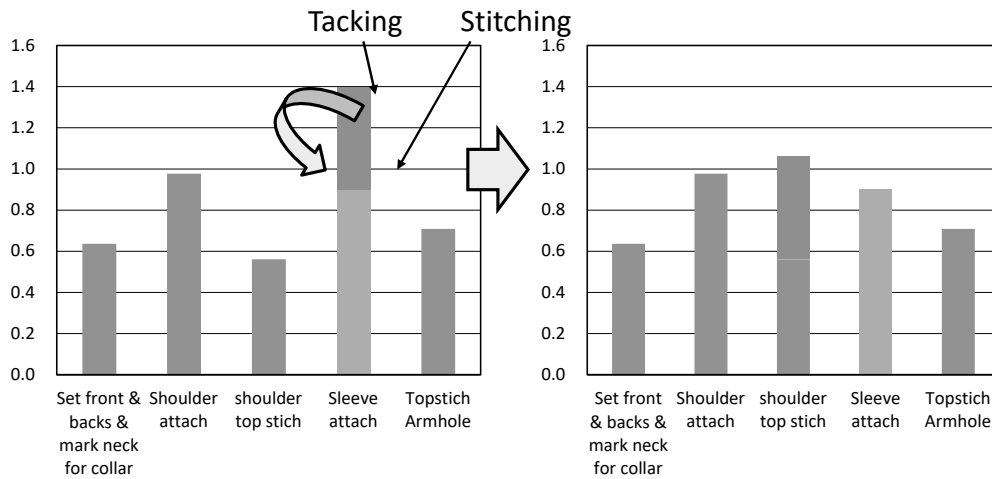 Tacking
Stitching
1.6
1.4
1.2
1.0
0.8
0.6
0.4
0.2
0.0
Set front &
backs &
mark neck
for collar
Shoulder
attach
shoulder
top stich
Sleeve
attach
Topstich
Armhole
1.6
1.4
1.2
1.0
0.8
0.6
0.4
0.2
0.0
Set front
& backs &
mark neck
for collar
Shoulder
attach
shoulder
top stich
Sleeve
attach
Topstich
Armhole